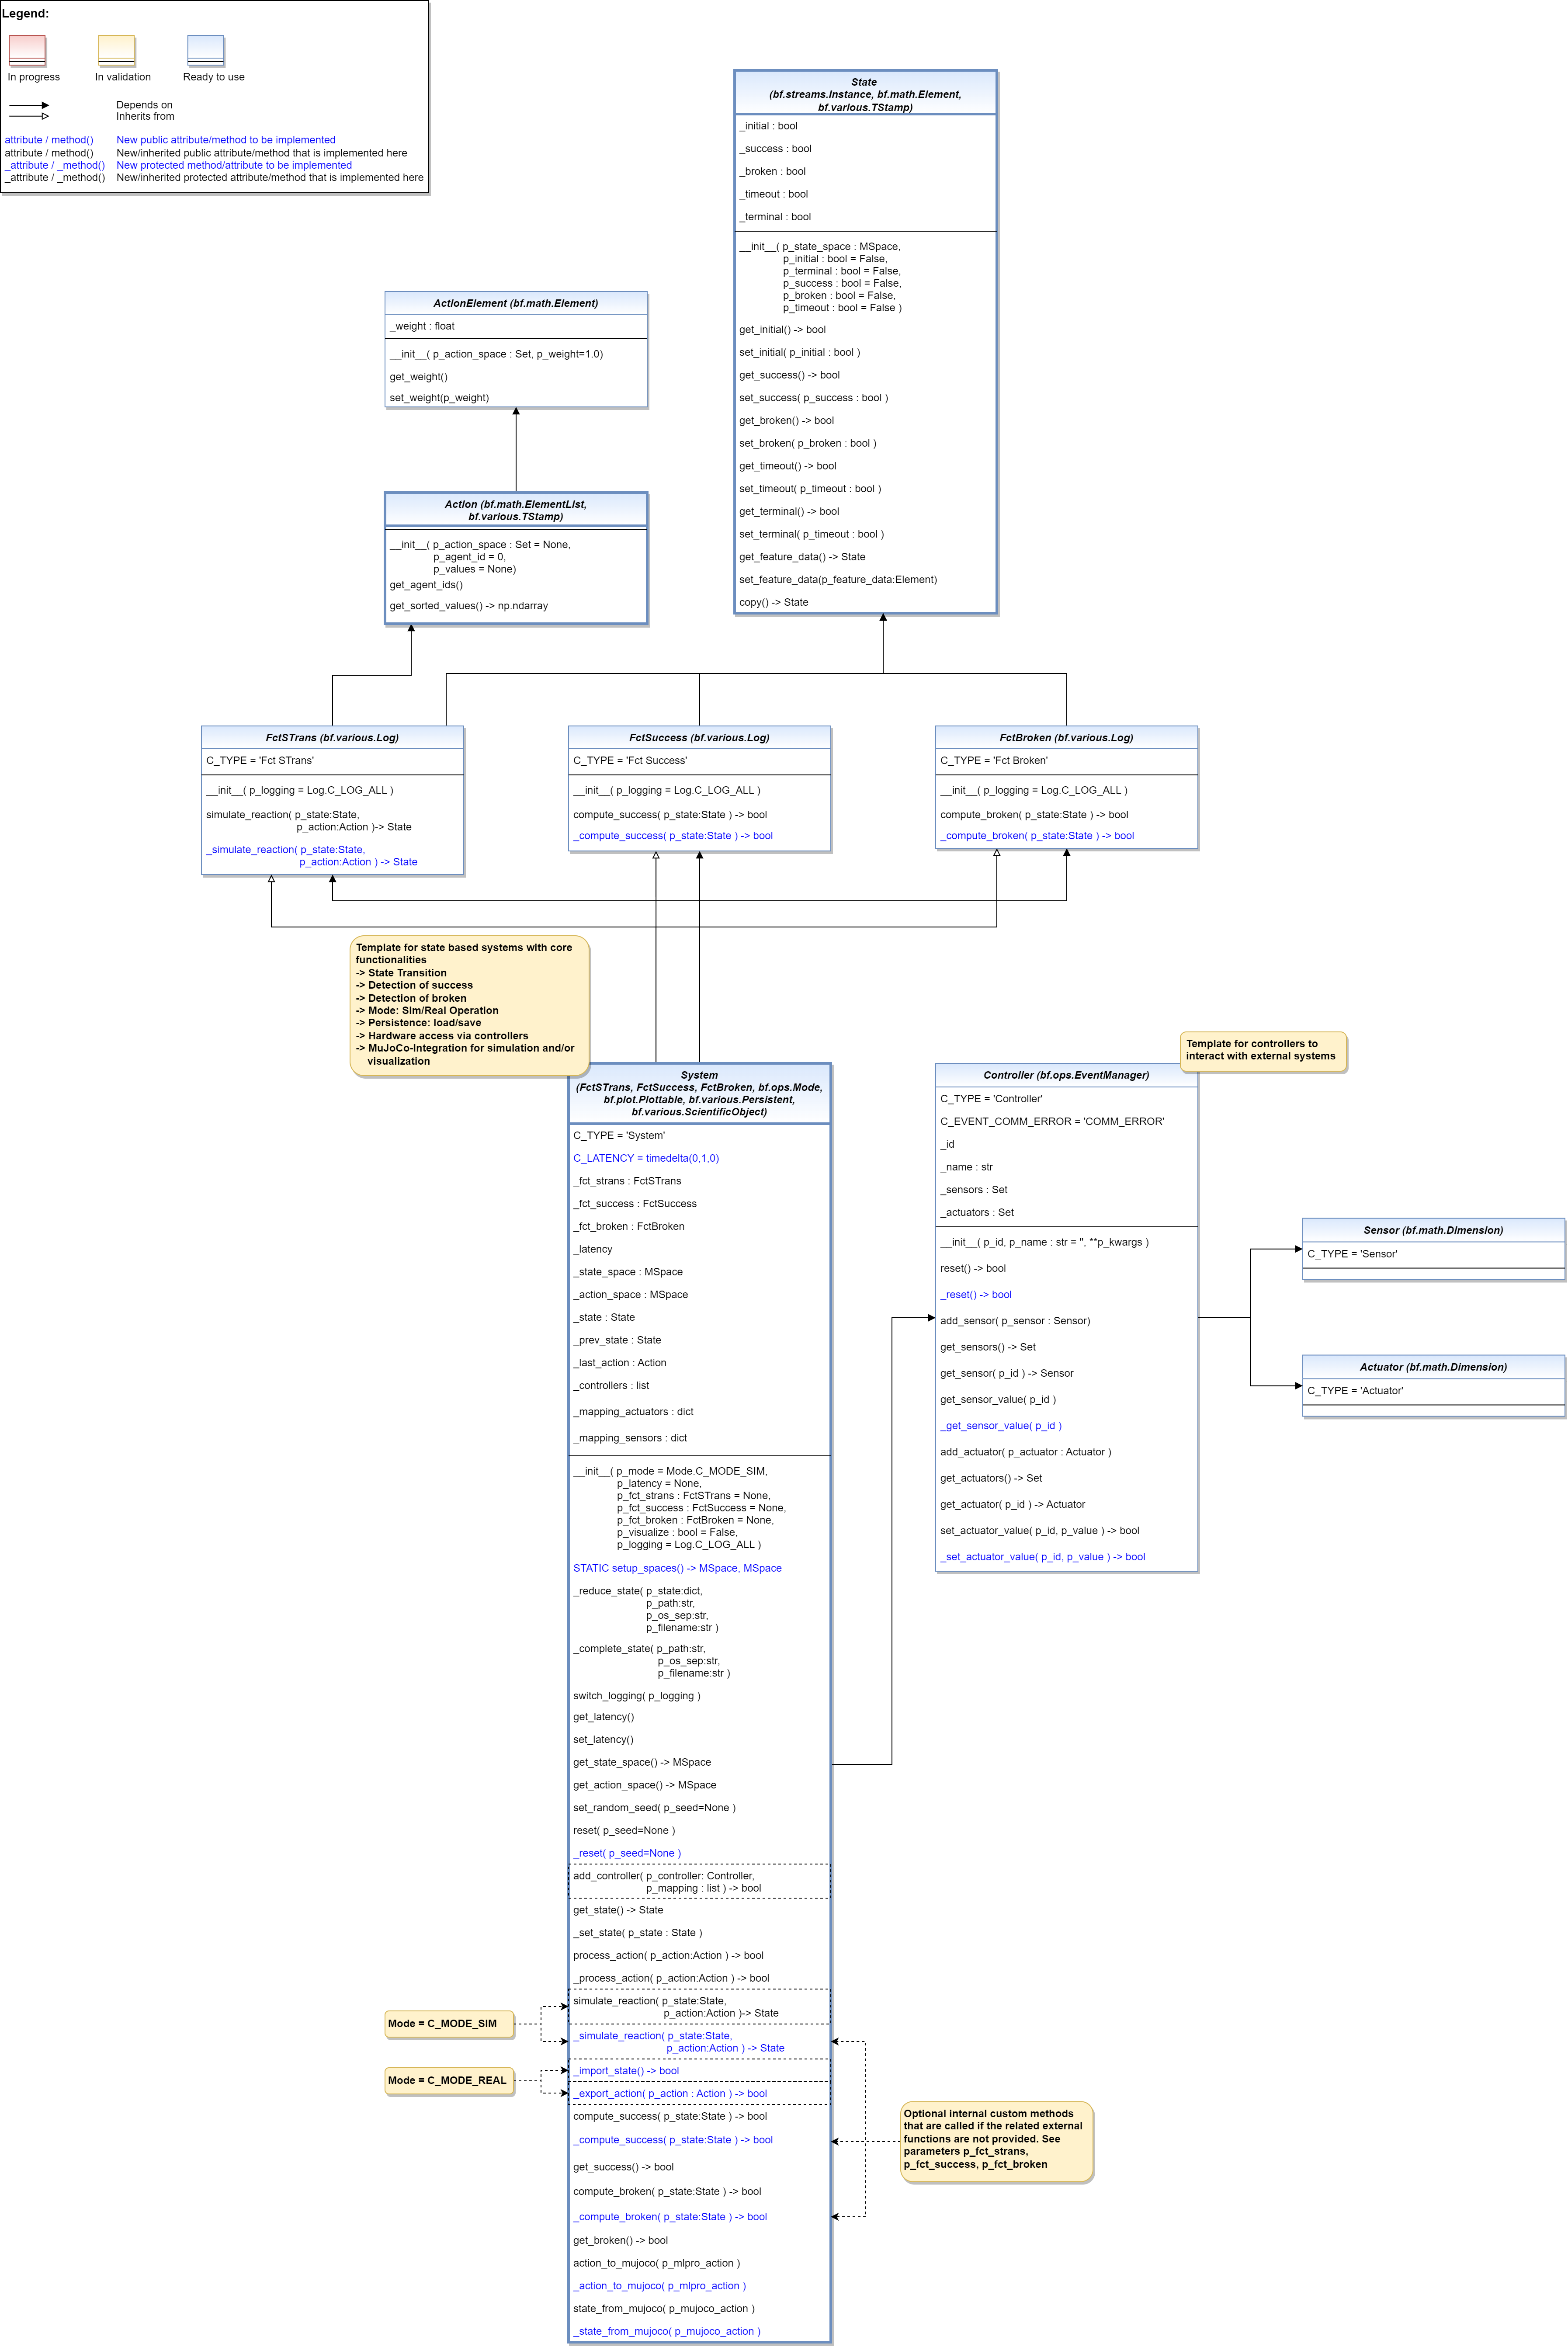 Legend:
In progress
In validation
Ready to use
Depends on
Inherits from
attribute / method()
New public attribute/method to be implemented
attribute / method()
New/inherited public attribute/method that is implemented here
_attribute / _method()
New protected method/attribute to be implemented
_attribute / _method()
New/inherited protected attribute/method that is implemented here
State
(bf.streams.Instance, bf.math.Element,
bf.various.TStamp)
_initial : bool
_success : bool
_broken : bool
_timeout : bool
_terminal : bool
__init__( p_state_space : MSpace,
p_initial : bool = False,
p_terminal : bool = False,
p_success : bool = False,
p_broken : bool = False,
p_timeout : bool = False )
get_initial() -> bool
set_initial( p_initial : bool )
get_success() -> bool
set_success( p_success : bool )
get_broken() -> bool
set_broken( p_broken : bool )
get_timeout() -> bool
set_timeout( p_timeout : bool )
get_terminal() -> bool
set_terminal( p_timeout : bool )
get_feature_data() -> State
set_feature_data(p_feature_data:Element)
copy() -> State
ActionElement (bf.math.Element)
_weight : float
__init__( p_action_space : Set, p_weight=1.0)
get_weight()
set_weight(p_weight)
Action (bf.math.ElementList,
bf.various.TStamp)
__init__( p_action_space : Set = None,
p_agent_id = 0,
p_values = None)
get_agent_ids()
get_sorted_values() -> np.ndarray
FctSTrans (bf.various.Log)
C_TYPE = 'Fct STrans'
__init__( p_logging = Log.C_LOG_ALL )
simulate_reaction( p_state:State,
p_action:Action )-> State
_simulate_reaction( p_state:State,
p_action:Action ) -> State
FctSuccess (bf.various.Log)
C_TYPE = 'Fct Success'
__init__( p_logging = Log.C_LOG_ALL )
compute_success( p_state:State ) -> bool
_compute_success( p_state:State ) -> bool
FctBroken (bf.various.Log)
C_TYPE = 'Fct Broken'
__init__( p_logging = Log.C_LOG_ALL )
compute_broken( p_state:State ) -> bool
_compute_broken( p_state:State ) -> bool
Template for state based systems with core
functionalities
-> State Transition
-> Detection of success
-> Detection of broken
-> Mode: Sim/Real Operation
-> Persistence: load/save
-> Hardware access via controllers
-> MuJoCo-Integration for simulation and/or
visualization
System
(FctSTrans, FctSuccess, FctBroken, bf.ops.Mode,
bf.plot.Plottable, bf.various.Persistent,
bf.various.ScientificObject)
C_TYPE = 'System'
C_LATENCY = timedelta(0,1,0)
_fct_strans : FctSTrans
_fct_success : FctSuccess
_fct_broken : FctBroken
_latency
_state_space : MSpace
_action_space : MSpace
_state : State
_prev_state : State
_last_action : Action
_controllers : list
_mapping_actuators : dict
_mapping_sensors : dict
__init__( p_mode = Mode.C_MODE_SIM,
p_latency = None,
p_fct_strans : FctSTrans = None,
p_fct_success : FctSuccess = None,
p_fct_broken : FctBroken = None,
p_visualize : bool = False,
p_logging = Log.C_LOG_ALL )
STATIC setup_spaces() -> MSpace, MSpace
_reduce_state( p_state:dict,
p_path:str,
p_os_sep:str,
p_filename:str )
_complete_state( p_path:str,
p_os_sep:str,
p_filename:str )
switch_logging( p_logging )
get_latency()
set_latency()
get_state_space() -> MSpace
get_action_space() -> MSpace
set_random_seed( p_seed=None )
reset( p_seed=None )
_reset( p_seed=None )
add_controller( p_controller: Controller,
p_mapping : list ) -> bool
get_state() -> State
_set_state( p_state : State )
process_action( p_action:Action ) -> bool
_process_action( p_action:Action ) -> bool
simulate_reaction( p_state:State,
p_action:Action )-> State
_simulate_reaction( p_state:State,
p_action:Action ) -> State
_import_state() -> bool
_export_action( p_action : Action ) -> bool
compute_success( p_state:State ) -> bool
_compute_success( p_state:State ) -> bool
get_success() -> bool
compute_broken( p_state:State ) -> bool
_compute_broken( p_state:State ) -> bool
get_broken() -> bool
action_to_mujoco( p_mlpro_action )
_action_to_mujoco( p_mlpro_action )
state_from_mujoco( p_mujoco_action )
_state_from_mujoco( p_mujoco_action )
Mode = C_MODE_SIM
Mode = C_MODE_REAL
Optional internal custom methods
that are called if the related external
functions are not provided. See
parameters p_fct_strans,
p_fct_success, p_fct_broken
Template for controllers to
interact with external systems
Controller (bf.ops.EventManager)
C_TYPE = 'Controller'
C_EVENT_COMM_ERROR = 'COMM_ERROR'
_id
_name : str
_sensors : Set
_actuators : Set
__init__( p_id, p_name : str = '', **p_kwargs )
reset() -> bool
_reset() -> bool
add_sensor( p_sensor : Sensor)
get_sensors() -> Set
get_sensor( p_id ) -> Sensor
get_sensor_value( p_id )
_get_sensor_value( p_id )
add_actuator( p_actuator : Actuator )
get_actuators() -> Set
get_actuator( p_id ) -> Actuator
set_actuator_value( p_id, p_value ) -> bool
_set_actuator_value( p_id, p_value ) -> bool
Sensor (bf.math.Dimension)
C_TYPE = 'Sensor'
Actuator (bf.math.Dimension)
C_TYPE = 'Actuator'